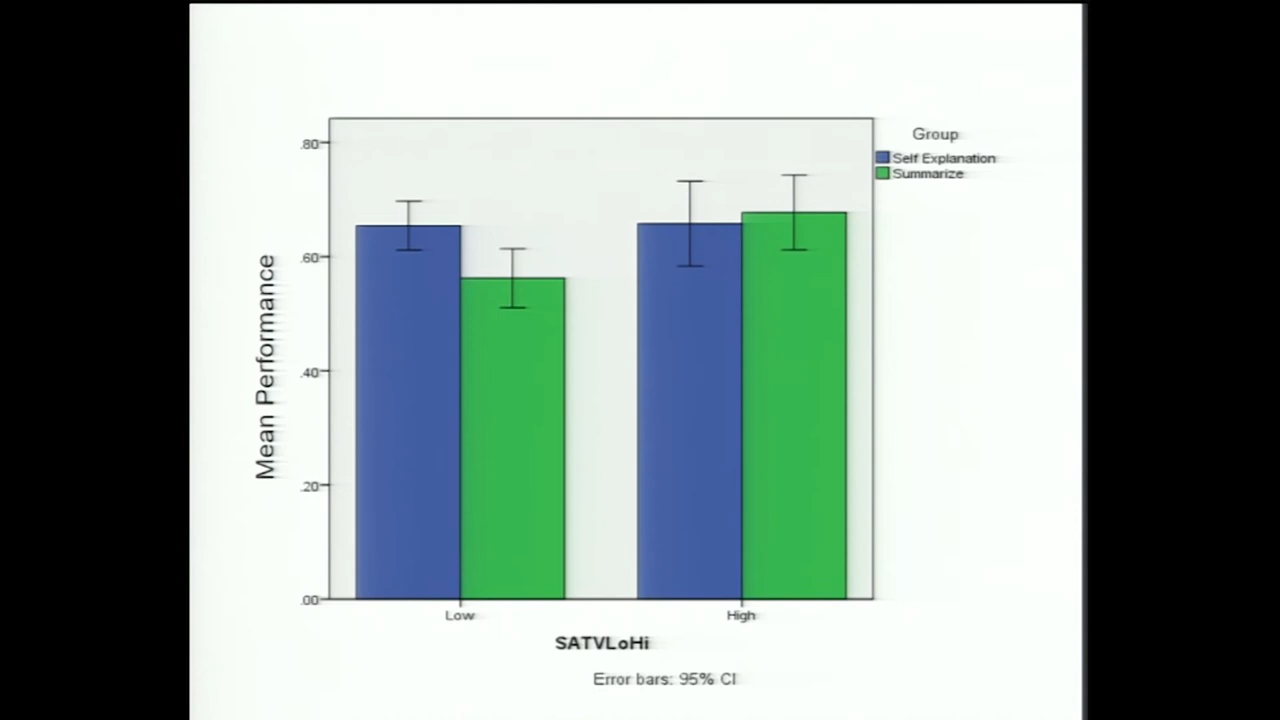 Group
Self Explanation
Summarize
.80
.60
.40
.20
.00
Mean Performance
Low
High
SATVLoHi
Error bars: 95% CI